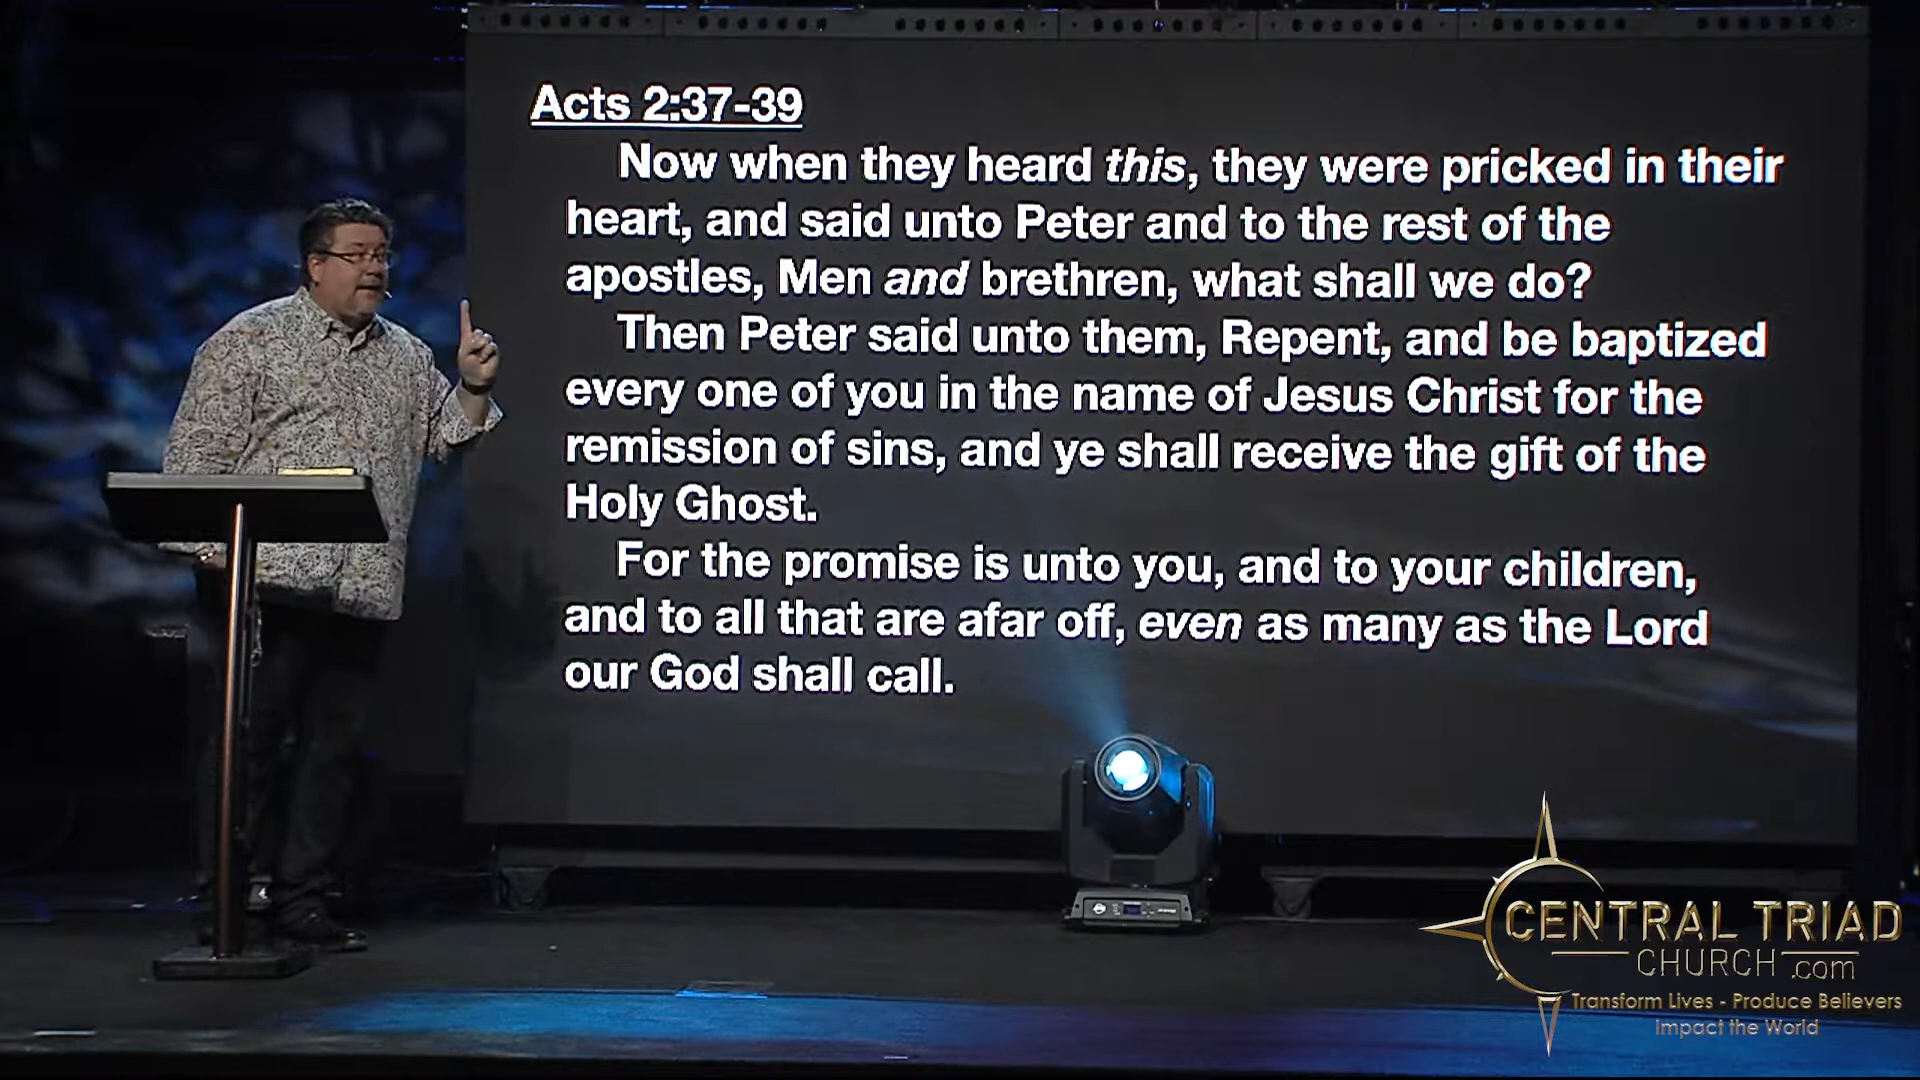 Acts 2:37-39
Now when they heard this, they were pricked in their
heart, and said unto Peter and to the rest of the
apostles, Men and brethren, what shall we do?
Then Peter said unto them, Repent, and be baptized
every one of you in the name of Jesus Christ for the
remission of sins, and ye shall receive the gift of the
Holy Ghost.
For the promise is unto you, and to your children,
and to all that are afar off, even as many as the Lord
our God shall call.
CENTRAL TRIAD
CHURCH.com
Transform Lives - Produce Believers
Impact the World